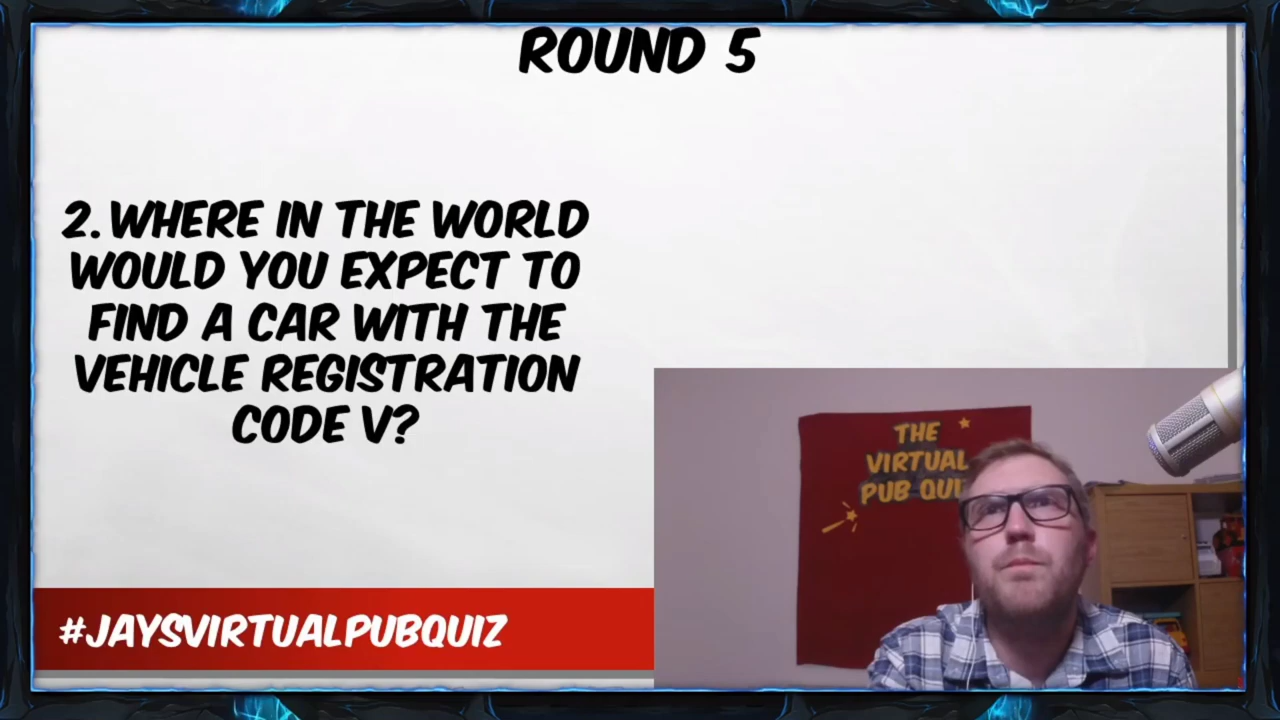 ROUND 5
2. WHERE IN THE WORLD
WOULD YOU EXPECT TO
FIND A CAR WITH THE
VEHICLE REGISTRATION
CODE V?
THE
VIRTUAL
PUB
#JAYSVIRTUALPUBQUIZ